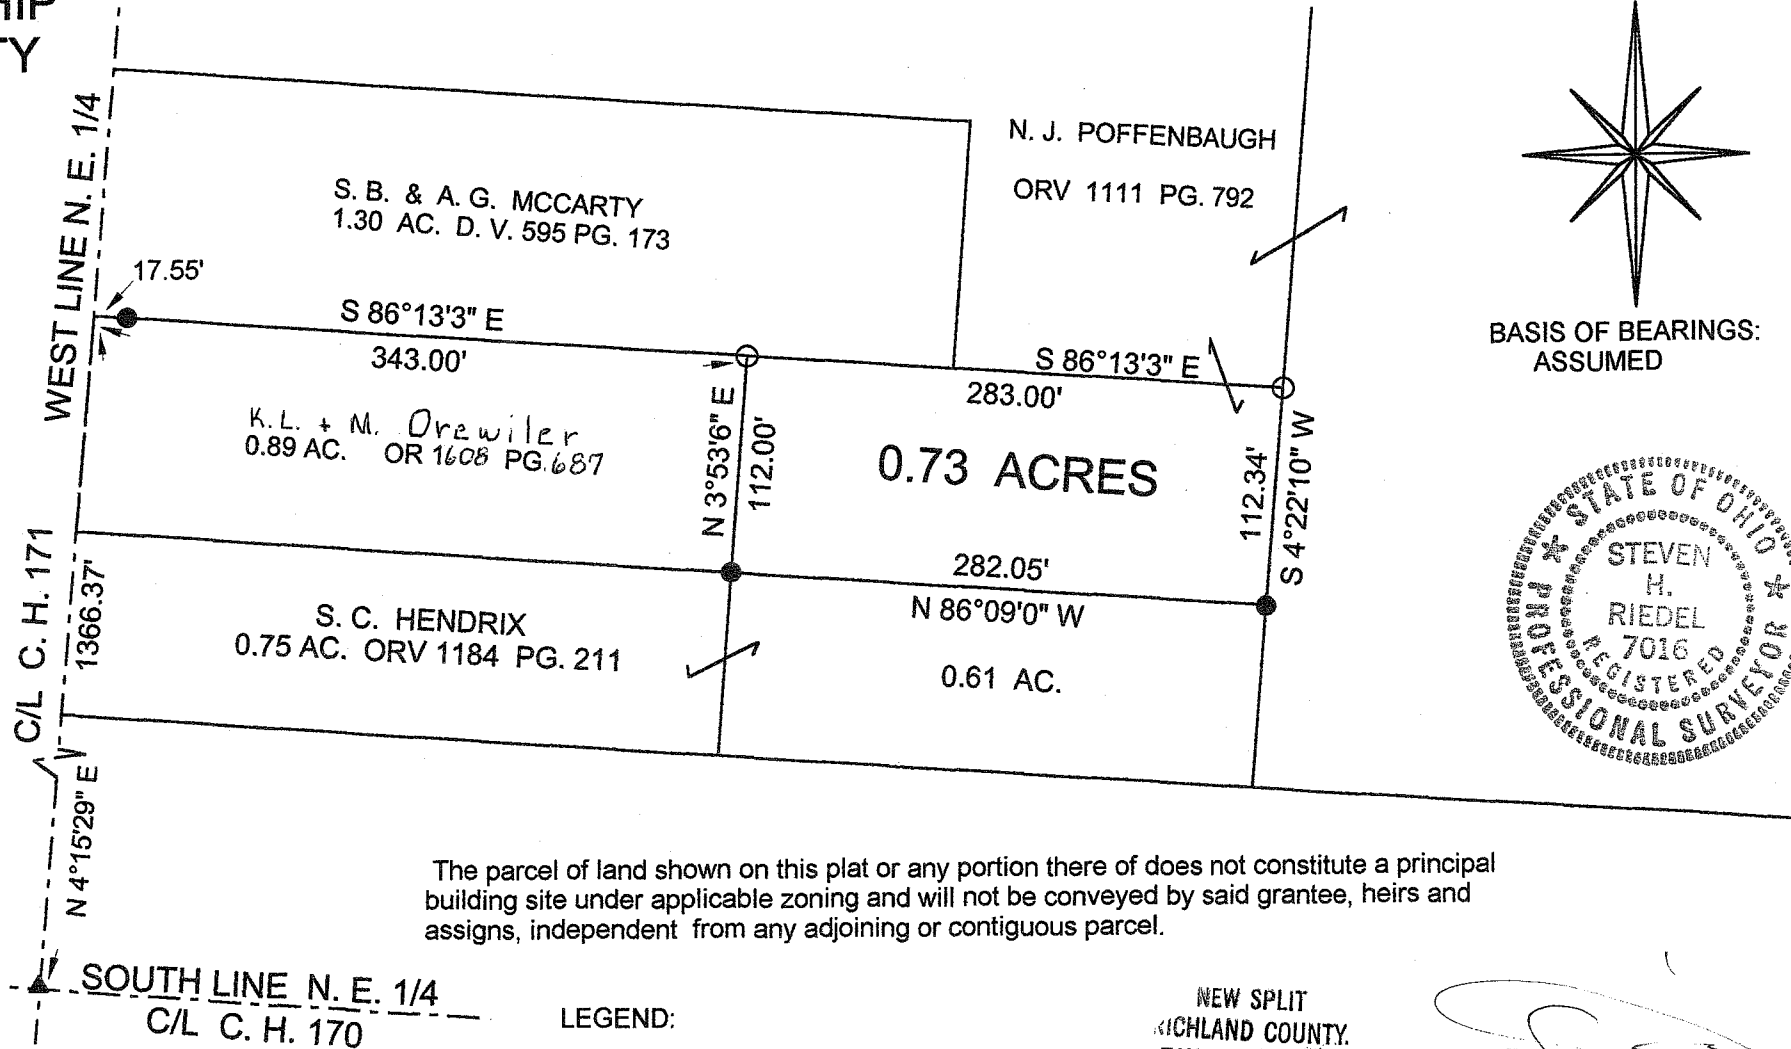 TY
WEST LINE N. E. 1/4
N. J. POFFENBAUGH
ORV 1111 PG. 792
S. B. & A. G. MCCARTY
1.30 AC. D. V. 595 PG. 173
17.55'
S 86°13'3" E
343.00'
S 86°13'3" E
283.00'
BASIS OF BEARINGS:
ASSUMED
K.L. + M. Orewiler
0.89 AC. OR 1608 PG. 687
N 3°53'6" E
112.00'
0.73 ACRES
112.34'
S 4°22'10" W
STATE OF OHIO
STEVEN
H.
RIEDEL
7016
REGISTERED
PROFESSIONAL SURVEYOR
C/L C. H. 171
1366.37'
282.05'
N 86°09'0" W
S. C. HENDRIX
0.75 AC. ORV 1184 PG. 211
0.61 AC.
N 4°15'29" E
The parcel of land shown on this plat or any portion there of does not constitute a principal
building site under applicable zoning and will not be conveyed by said grantee, heirs and
assigns, independent from any adjoining or contiguous parcel.
SOUTH LINE N. E. 1/4
C/L C. H. 170
LEGEND:
NEW SPLIT
RICHLAND COUNTY.